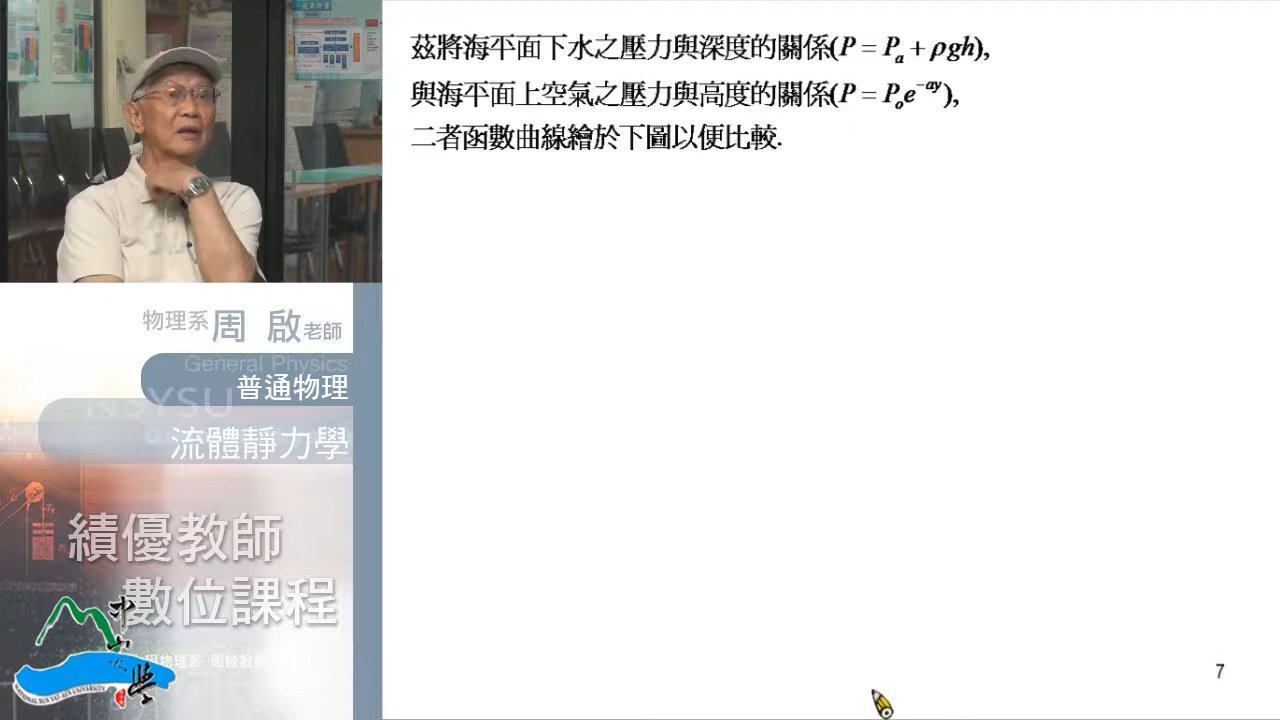 茲將海平面下水之壓力與深度的關係(P = Pₐ + ρgh),
與海平面上空氣之壓力與高度的關係(P = Pₒe⁻ᵃʸ),
二者函數曲線繪於下圖以便比較.
物理系 周 啟 老師
General Physics
普通物理
NSYSU
流體靜力學
績優教師
數位課程
7